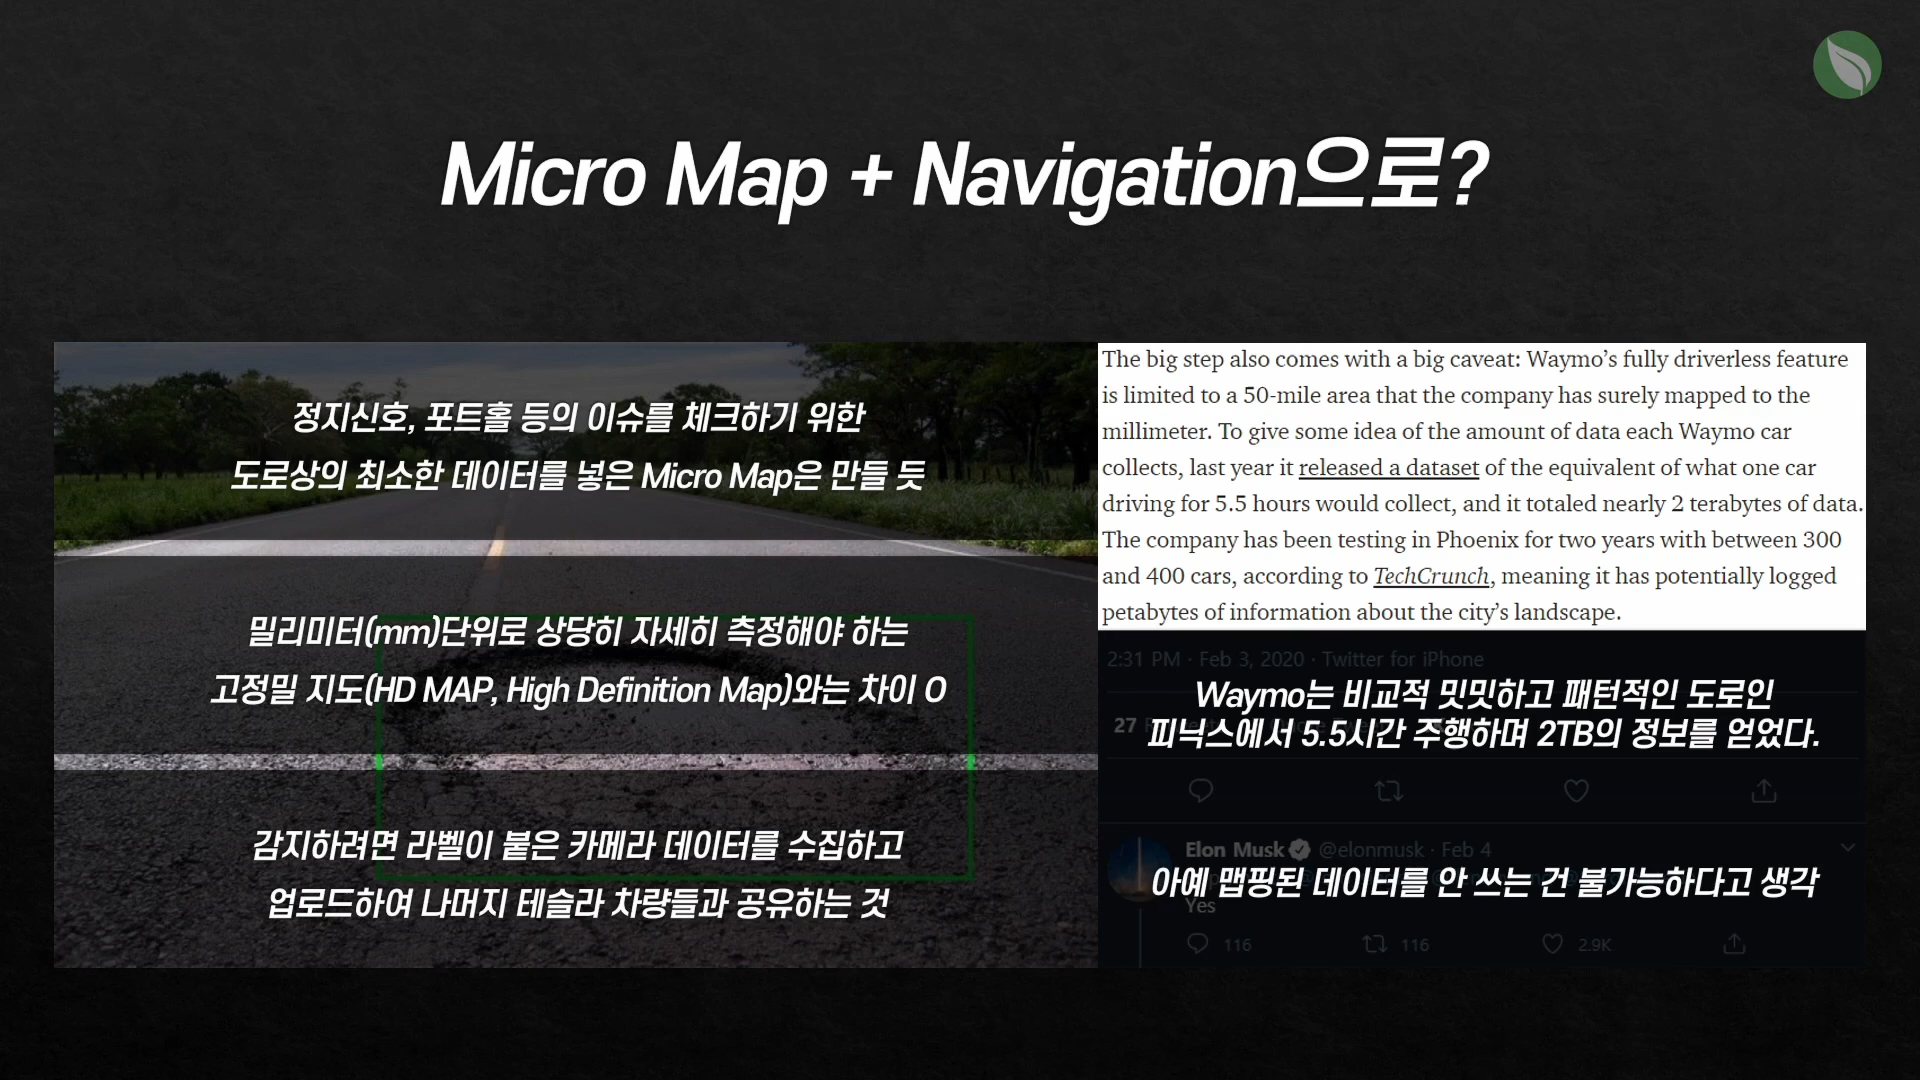 Micro Map + Navigation으로?
정지신호, 포트홀 등의 이슈를 체크하기 위한
도로상의 최소한 데이터를 넣은 Micro Map은 만들 듯
밀리미터(mm)단위로 상당히 자세히 측정해야 하는
고정밀 지도(HD MAP, High Definition Map)와는 차이 O
감지하려면 라벨이 붙은 카메라 데이터를 수집하고
업로드하여 나머지 테슬라 차량들과 공유하는 것
The big step also comes with a big caveat: Waymo’s fully driverless feature
is limited to a 50-mile area that the company has surely mapped to the
millimeter. To give some idea of the amount of data each Waymo car
collects, last year it released a dataset of the equivalent of what one car
driving for 5.5 hours would collect, and it totaled nearly 2 terabytes of data.
The company has been testing in Phoenix for two years with between 300
and 400 cars, according to TechCrunch, meaning it has potentially logged
petabytes of information about the city’s landscape.
2:31 PM · Feb 3, 2020 · Twitter for iPhone
Waymo는 비교적 밋밋하고 패턴적인 도로인
27
피닉스에서 5.5시간 주행하며 2TB의 정보를 얻었다.
Elon Musk @elonmusk · Feb 4
아예 맵핑된 데이터를 안 쓰는 건 불가능하다고 생각
Yes
116 116 2.9K